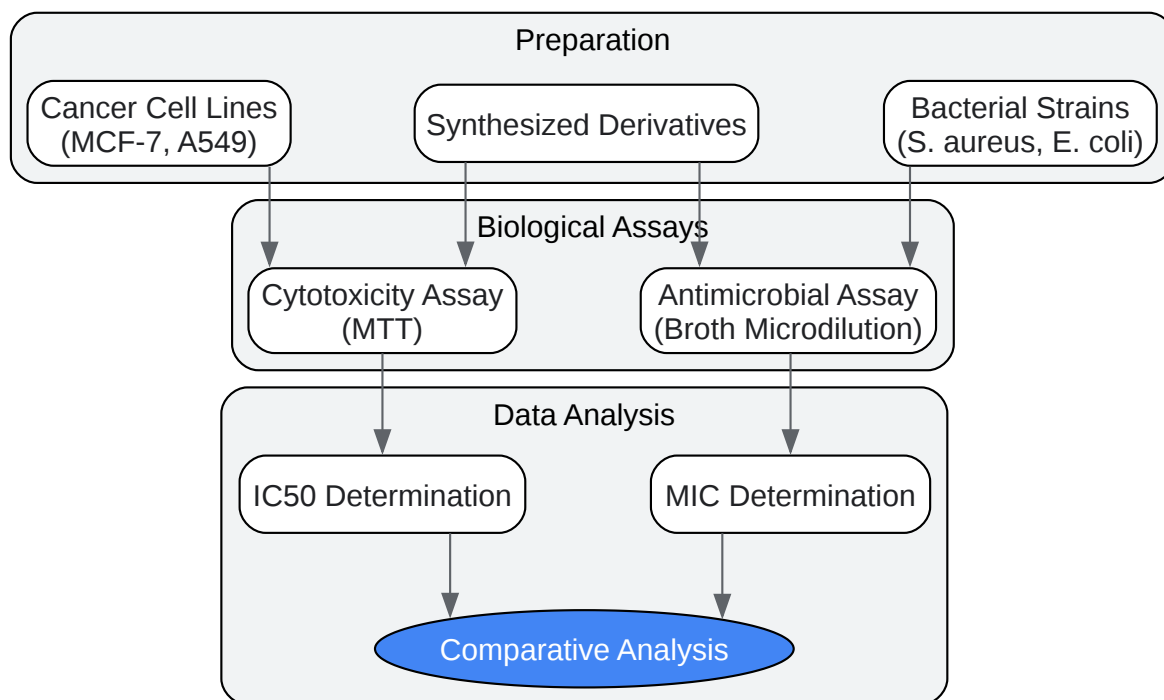 Preparation
Cancer Cell Lines
(MCF-7, A549)
Synthesized Derivatives
Bacterial Strains
(S. aureus, E. coli)
Biological Assays
Cytotoxicity Assay
(MTT)
Antimicrobial Assay
(Broth Microdilution)
Data Analysis
IC50 Determination
MIC Determination
Comparative Analysis